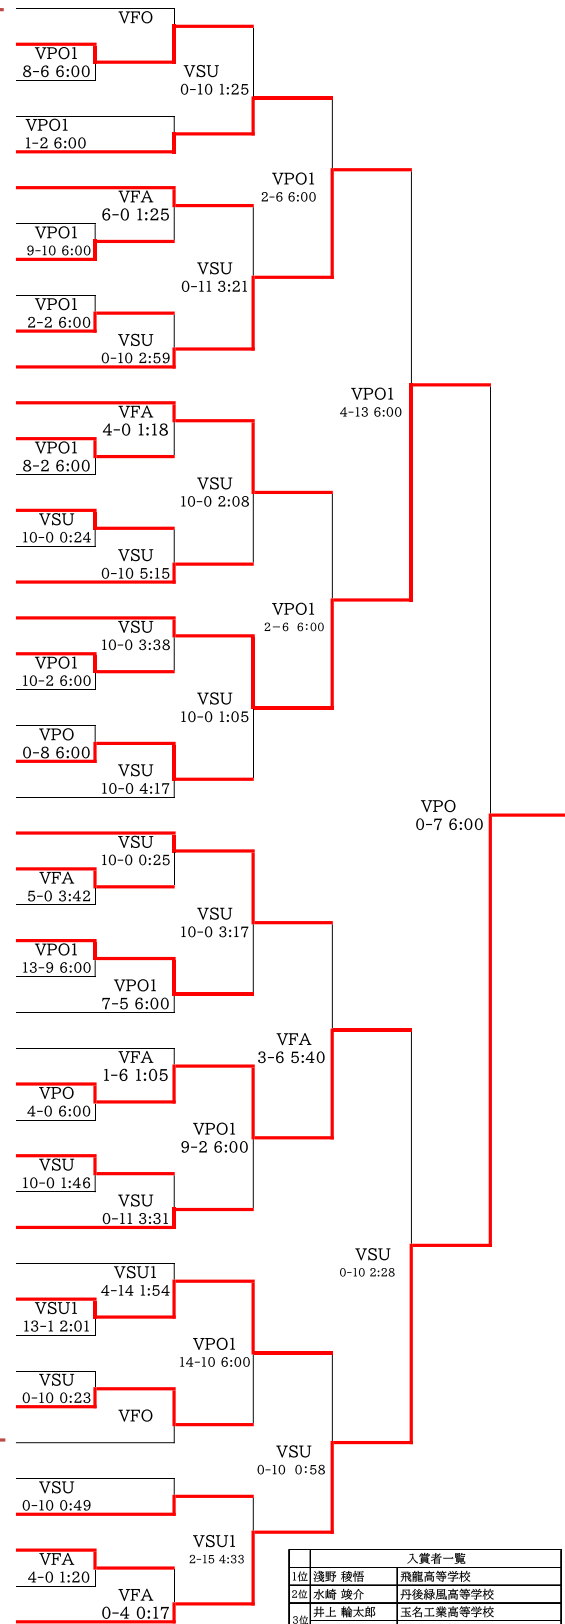 VFO
VPO1
8-6 6:00
VSU
0-10 1:25
VPO1
1-2 6:00
VPO1
2-6 6:00
VFA
6-0 1:25
VPO1
9-10 6:00
VSU
0-11 3:21
VPO1
2-2 6:00
VSU
0-10 2:59
VPO1
4-13 6:00
VFA
4-0 1:18
VPO1
8-2 6:00
VSU
10-0 2:08
VSU
10-0 0:24
VSU
0-10 5:15
VPO1
2-6 6:00
VSU
10-0 3:38
VPO1
10-2 6:00
VSU
10-0 1:05
VPO
0-8 6:00
VSU
10-0 4:17
VPO
0-7 6:00
VSU
10-0 0:25
VFA
5-0 3:42
VSU
10-0 3:17
VPO1
13-9 6:00
VPO1
7-5 6:00
VFA
3-6 5:40
VFA
1-6 1:05
VPO
4-0 6:00
VPO1
9-2 6:00
VSU
10-0 1:46
VSU
0-11 3:31
VSU
0-10 2:28
VSU1
4-14 1:54
VSU1
13-1 2:01
VPO1
14-10 6:00
VSU
0-10 0:23
VFO
VSU
0-10 0:58
VSU
0-10 0:49
VSU1
2-15 4:33
VFA
4-0 1:20
VFA
0-4 0:17
入賞者一覧
1位 淺野 稜悟 飛龍高等学校
2位 水崎 竣介 丹後緑風高等学校
3位 井上 輪太郎 玉名工業高等学校